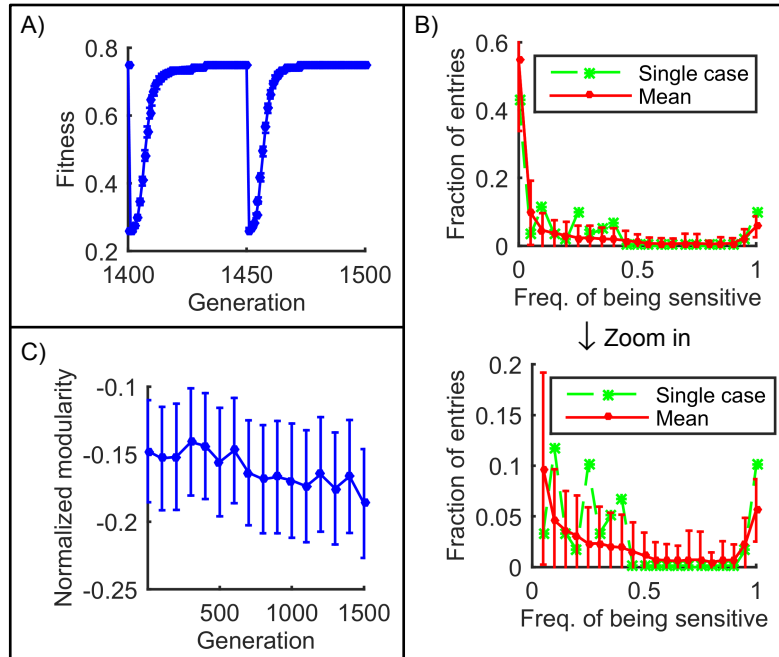 A)
0.8
0.6
0.4
0.2
Fitness
1400
1450
1500
Generation
B)
0.6
0.4
0.2
0
Fraction of entries
Single case
Mean
0
0.5
1
Freq. of being sensitive
↓ Zoom in
0.2
0.15
0.1
0.05
0
Fraction of entries
Single case
Mean
0
0.5
1
Freq. of being sensitive
C)
-0.1
-0.15
-0.2
-0.25
Normalized modularity
500
1000
1500
Generation